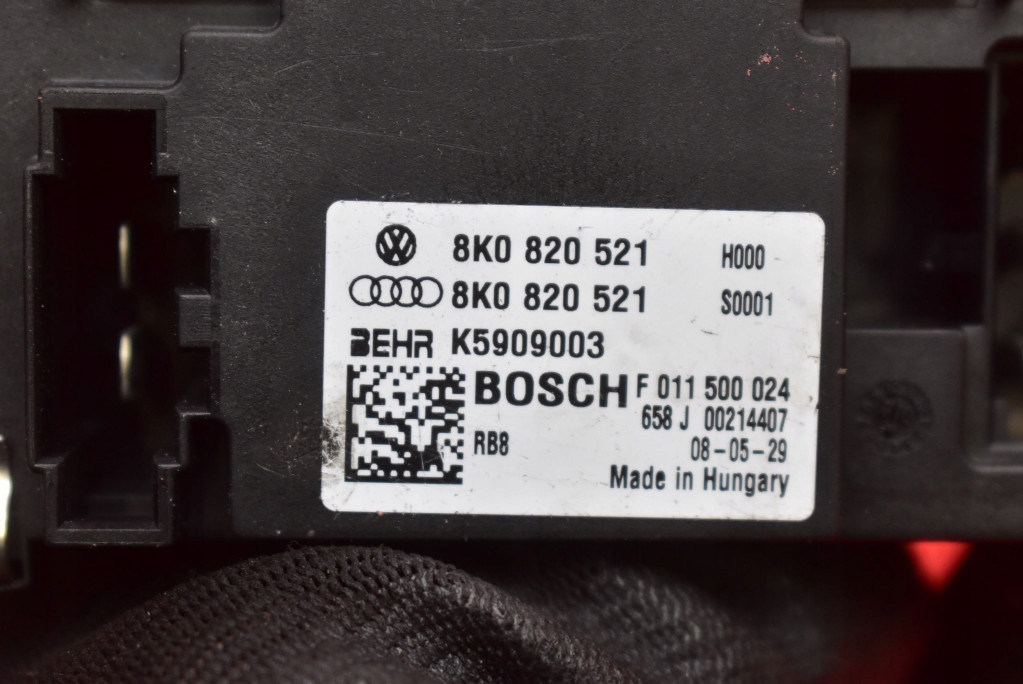 8K0 820 521 H000
8K0 820 521 S0001
BEHR K5909003
BOSCH F 011 500 024
658 J 00214407
RB8 08-05-29
Made in Hungary